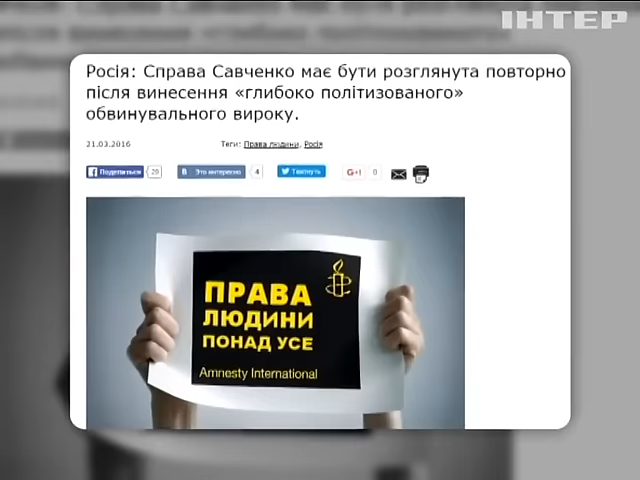 ІНТЕР
Росія: Справа Савченко має бути розглянута повторно
після винесення «глибоко політизованого»
обвинувального вироку.
21.03.2016 Теги: Права людини, Росія
Поделиться 20 Это интересно 4 Твитнуть G+1 0
ПРАВА
ЛЮДИНИ
ПОНАД УСЕ
Amnesty International